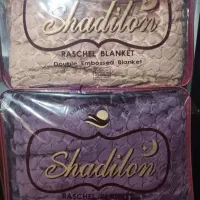 Shadilon
RASCHEL BLANKET
Double Embossed Blanket
Shadilon
RASCHEL BLANKET